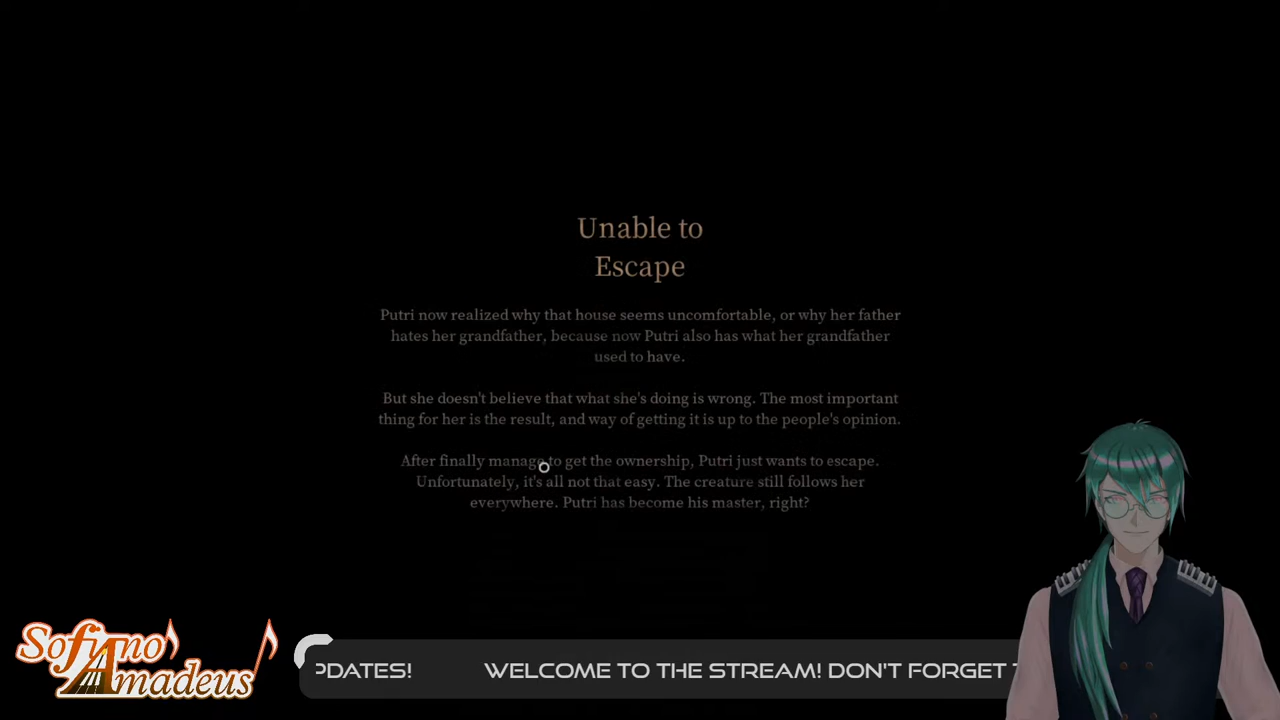 Unable to
Escape
Putri now realized why that house seems uncomfortable, or why her father
hates her grandfather, because now Putri also has what her grandfather
used to have.
But she doesn't believe that what she's doing is wrong. The most important
thing for her is the result, and way of getting it is up to the people's opinion.
After finally manage to get the ownership, Putri just wants to escape.
Unfortunately, it's all not that easy. The creature still follows her
everywhere. Putri has become his master, right?
Sofiano
Amadeus
PDATES! WELCOME TO THE STREAM! DON'T FORGET